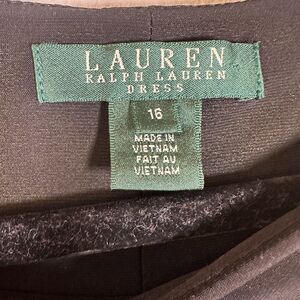 LAUREN
RALPH LAUREN
DRESS
16
MADE IN
VIETNAM
FAIT AU
VIETNAM